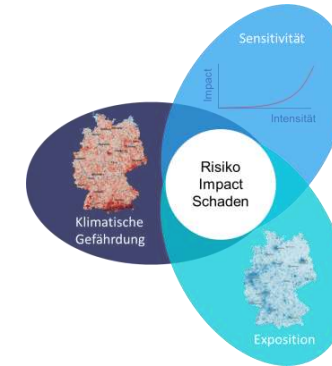 Sensitivität
Impact
Intensität
Risiko
Impact
Schaden
Klimatische
Gefährdung
Exposition